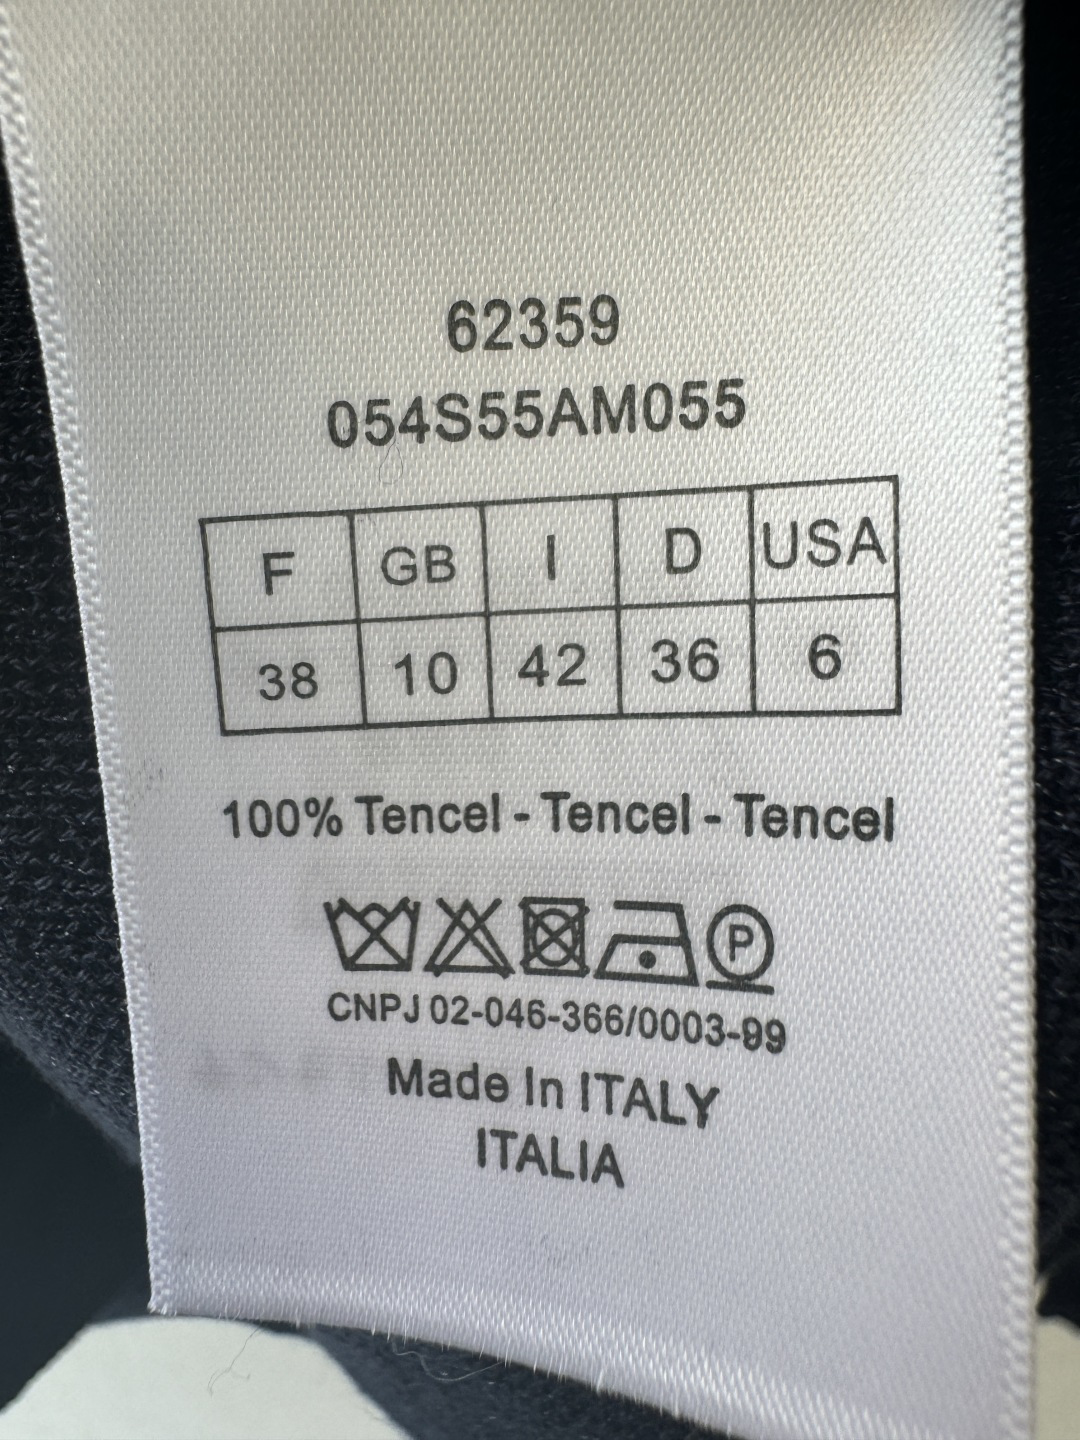 62359
054S55AM055
F GB I D USA
38 10 42 36 6
100% Tencel - Tencel - Tencel
P
CNPJ 02-046-366/0003-99
Made In ITALY
ITALIA